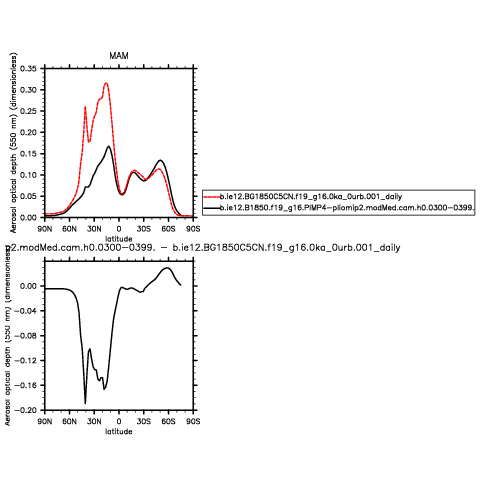 MAM
Aerosol optical depth (550 nm) (dimensionless)
0.35
0.30
0.25
0.20
0.15
0.10
0.05
0.00
90N 60N 30N 0 30S 60S 90S
latitude
b.ie12.BG1850C5CN.f19_g16.0ka_0urb.001_daily
b.ie12.B1850.f19_g16.PIMP4-pliomip2.modMed.cam.h0.0300-0399.
p2.modMed.cam.h0.0300-0399. - b.ie12.BG1850C5CN.f19_g16.0ka_0urb.001_daily
Aerosol optical depth (550 nm) (dimensionless)
0.00
-0.04
-0.08
-0.12
-0.16
-0.20
90N 60N 30N 0 30S 60S 90S
latitude